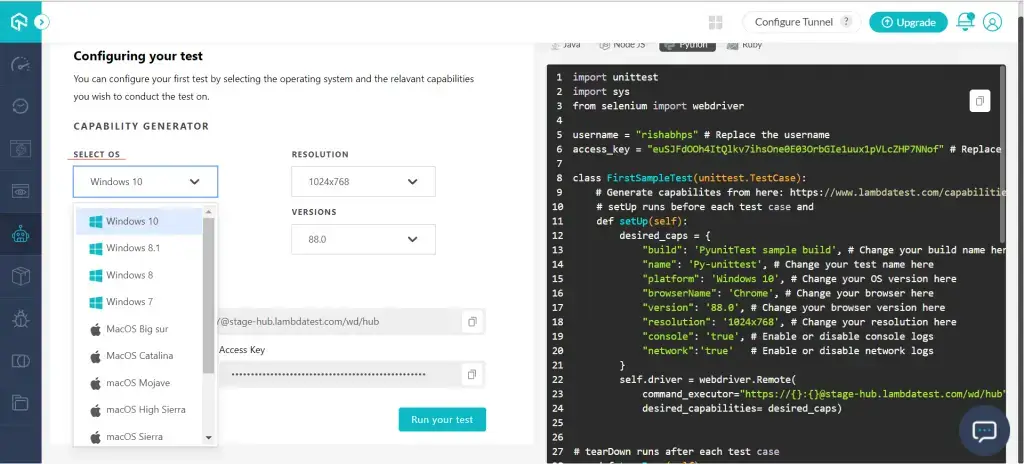 Configure Tunnel ?
Upgrade
Configuring your test
You can configure your first test by selecting the operating system and the relavant capabilities
you wish to conduct the test on.
CAPABILITY GENERATOR
SELECT OS
Windows 10
RESOLUTION
1024x768
VERSIONS
88.0
Windows 10
Windows 8.1
Windows 8
Windows 7
MacOS Big sur
MacOS Catalina
macOS Mojave
macOS High Sierra
macOS Sierra
@stage-hub.lambdatest.com/wd/hub
Access Key
Run your test
Java Node JS Python Ruby
1 import unittest
2 import sys
3 from selenium import webdriver
4
5 username = "rishabhps" # Replace the username
6 access_key = "euSJFdOOh4ItQlkv7ihsOne0E03OrbGIe1uux1pVLcZHP7NNof" # Replace
7
8 class FirstSampleTest(unittest.TestCase):
9 # Generate capabilites from here: https://www.lambdatest.com/capabilitie
10 # setUp runs before each test case and
11 def setUp(self):
12 desired_caps = {
13 "build": 'PyunitTest sample build', # Change your build name her
14 "name": 'Py-unittest', # Change your test name here
15 "platform": 'Windows 10', # Change your OS version here
16 "browserName": 'Chrome', # Change your browser here
17 "version": '88.0', # Change your browser version here
18 "resolution": '1024x768', # Change your resolution here
19 "console": 'true', # Enable or disable console logs
20 "network":'true' # Enable or disable network logs
21 }
22 self.driver = webdriver.Remote(
23 command_executor="https://{}:{}@stage-hub.lambdatest.com/wd/hub"
24 desired_capabilities= desired_caps)
25
26
27 # tearDown runs after each test case